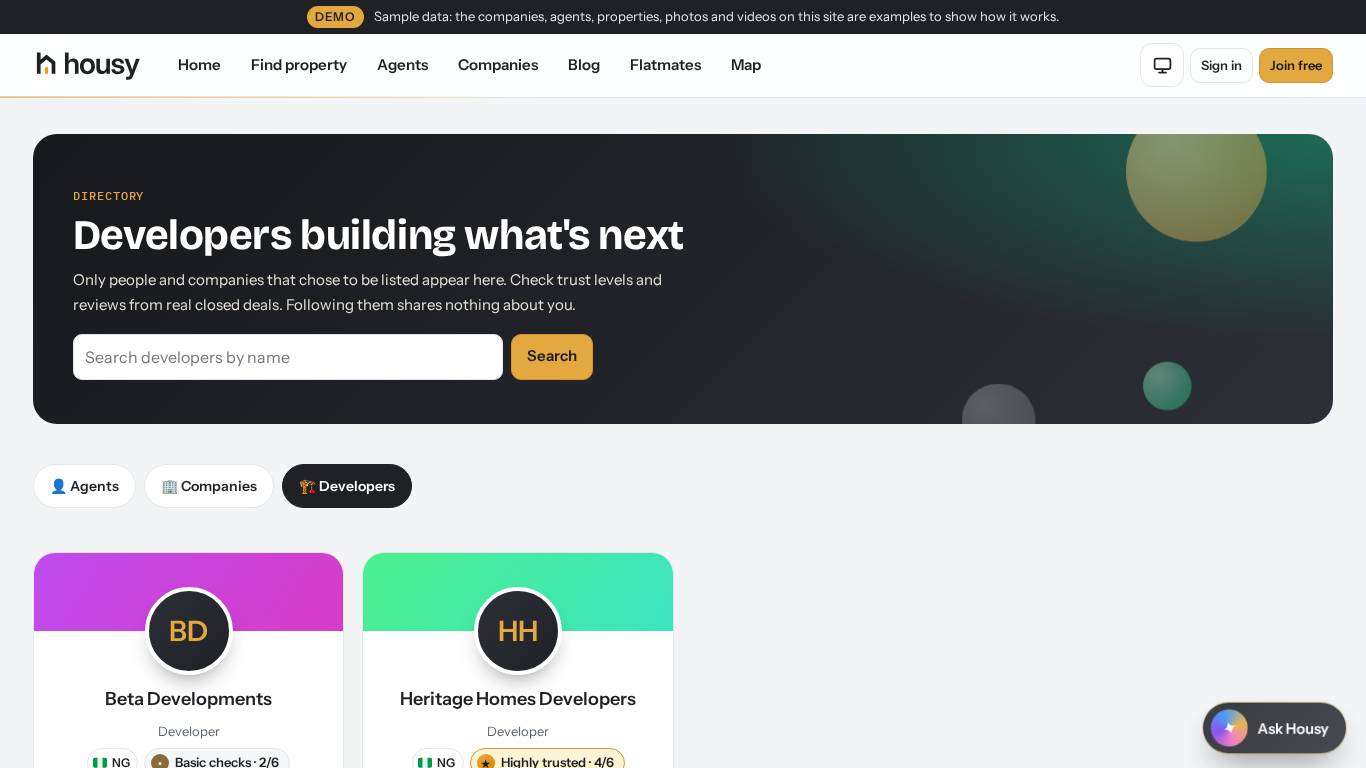 DEMO Sample data: the companies, agents, properties, photos and videos on this site are examples to show how it works.
housy Home Find property Agents Companies Blog Flatmates Map Sign in Join free
DIRECTORY
Developers building what's next
Only people and companies that chose to be listed appear here. Check trust levels and
reviews from real closed deals. Following them shares nothing about you.
Search developers by name Search
Agents Companies Developers
BD HH
Beta Developments Heritage Homes Developers
Developer Developer
NG Basic checks · 2/6 NG Highly trusted · 4/6
Ask Housy